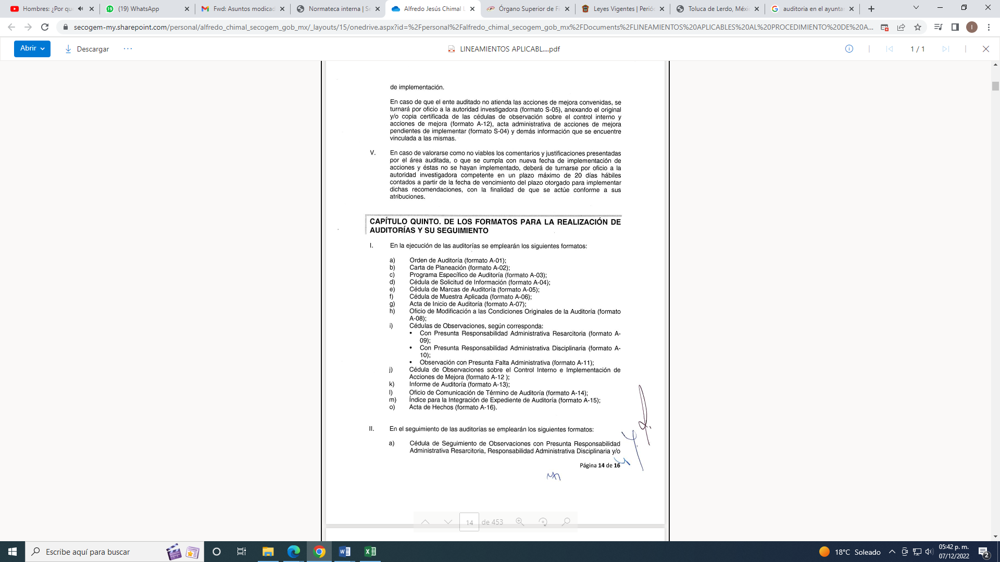 Hombres: ¿Por qu
(19) WhatsApp
Fwd: Asuntos modicad
Normateca interna | Se
Alfredo Jesús Chimal L
Órgano Superior de Fi
Leyes Vigentes | Periód
Toluca de Lerdo, Méxi
auditoria en el ayunta
secogem-my.sharepoint.com/personal/alfredo_chimal_secogem_gob_mx/_layouts/15/onedrive.aspx?id=%2Fpersonal%2Falfredo_chimal_secogem_gob_mx%2FDocuments%2FLINEAMIENTOS%20APLICABLES%20AL%20PROCEDIMIENTO%20DE%20A...
I
Abrir
Descargar
...
LINEAMIENTOS APLICABL....pdf
1 / 1
de implementación.
En caso de que el ente auditado no atienda las acciones de mejora convenidas, se
turnará por oficio a la autoridad investigadora (formato S-05), anexando el original
y/o copia certificada de las cédulas de observación sobre el control interno y
acciones de mejora (formato A-12), acta administrativa de acciones de mejora
pendientes de implementar (formato S-04) y demás información que se encuentre
vinculada a las mismas.
V. En caso de valorarse como no viables los comentarios y justificaciones presentadas
por el área auditada, o que se cumpla con nueva fecha de implementación de
acciones y éstas no se hayan implementado, deberá de turnarse por oficio a la
autoridad investigadora competente en un plazo máximo de 20 días hábiles
contados a partir de la fecha de vencimiento del plazo otorgado para implementar
dichas recomendaciones, con la finalidad de que se actúe conforme a sus
atribuciones.
CAPÍTULO QUINTO. DE LOS FORMATOS PARA LA REALIZACIÓN DE
AUDITORÍAS Y SU SEGUIMIENTO
I. En la ejecución de las auditorías se emplearán los siguientes formatos:
a) Orden de Auditoría (formato A-01);
b) Carta de Planeación (formato A-02);
c) Programa Específico de Auditoría (formato A-03);
d) Cédula de Solicitud de Información (formato A-04);
e) Cédula de Marcas de Auditoría (formato A-05);
f) Cédula de Muestra Aplicada (formato A-06);
g) Acta de Inicio de Auditoría (formato A-07);
h) Oficio de Modificación a las Condiciones Originales de la Auditoría (formato
A-08);
i) Cédulas de Observaciones, según corresponda:
• Con Presunta Responsabilidad Administrativa Resarcitoria (formato A-
09);
• Con Presunta Responsabilidad Administrativa Disciplinaria (formato A-
10);
• Observación con Presunta Falta Administrativa (formato A-11);
j) Cédula de Observaciones sobre el Control Interno e Implementación de
Acciones de Mejora (formato A-12 );
k) Informe de Auditoría (formato A-13);
l) Oficio de Comunicación de Término de Auditoría (formato A-14);
m) Índice para la Integración de Expediente de Auditoría (formato A-15);
o) Acta de Hechos (formato A-16).
II. En el seguimiento de las auditorías se emplearán los siguientes formatos:
a) Cédula de Seguimiento de Observaciones con Presunta Responsabilidad
Administrativa Resarcitoria, Responsabilidad Administrativa Disciplinaria y/o
Página 14 de 16
14 de 453
Escribe aquí para buscar
18°C Soleado
05:42 p. m.
07/12/2022
2